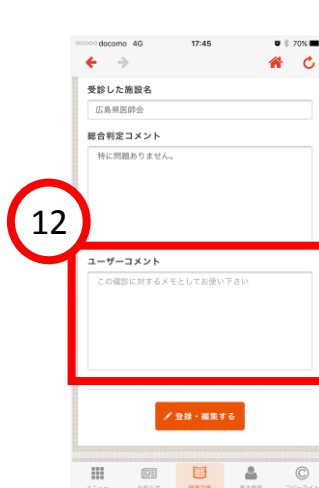 docomo 4G 17:45 70%
受診した施設名
広島県医師会
総合判定コメント
特に問題ありません。
12
ユーザーコメント
この健診に対するメモとしてお使い下さい
登録・編集する